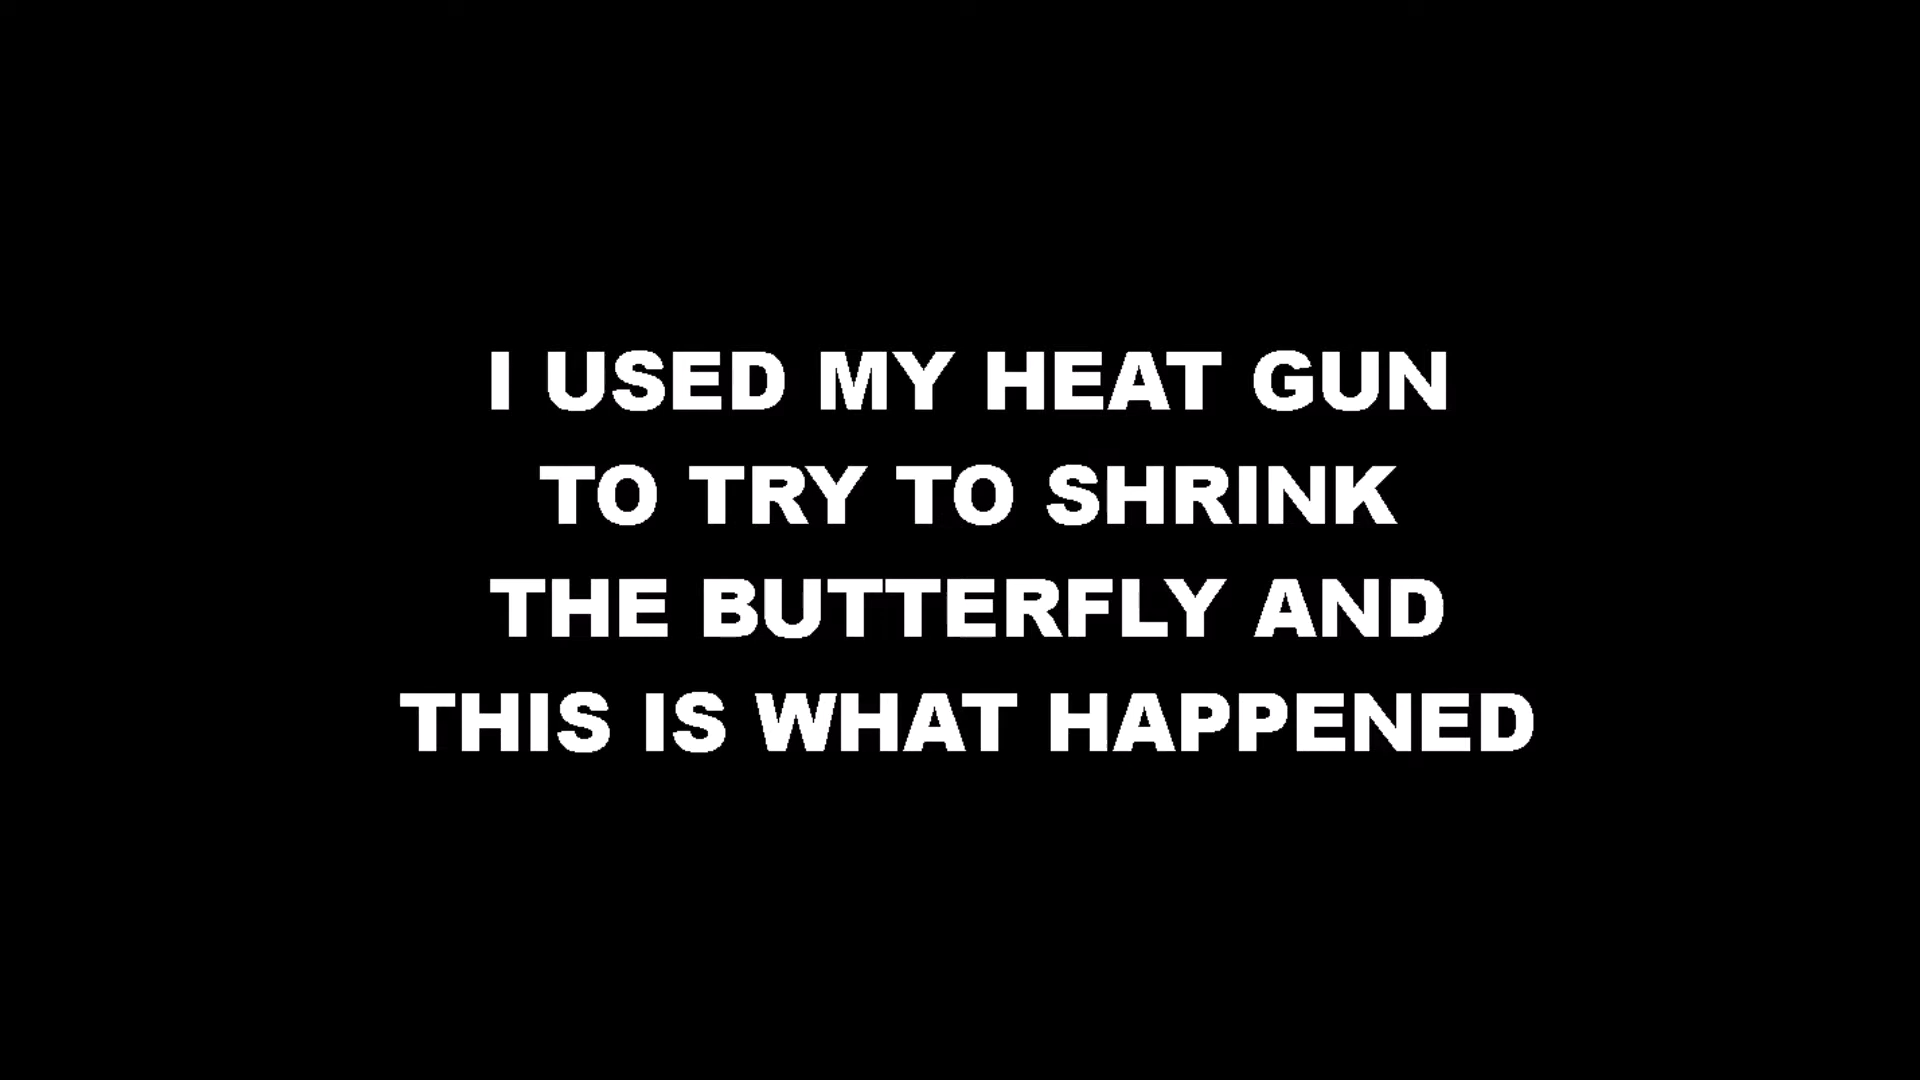 I USED MY HEAT GUN
TO TRY TO SHRINK
THE BUTTERFLY AND
THIS IS WHAT HAPPENED